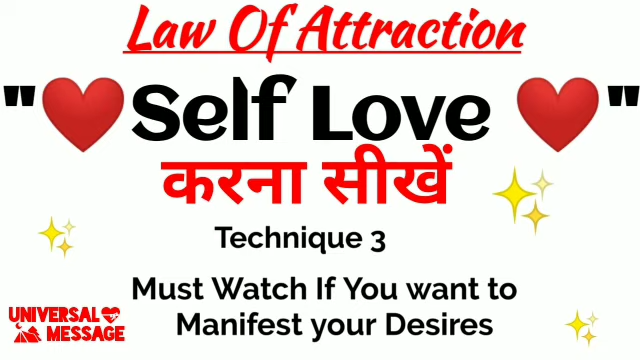 Law Of Attraction
"❤️Self Love ❤️"
करना सीखें
Technique 3
Must Watch If You want to
Manifest your Desires
UNIVERSAL
MESSAGE